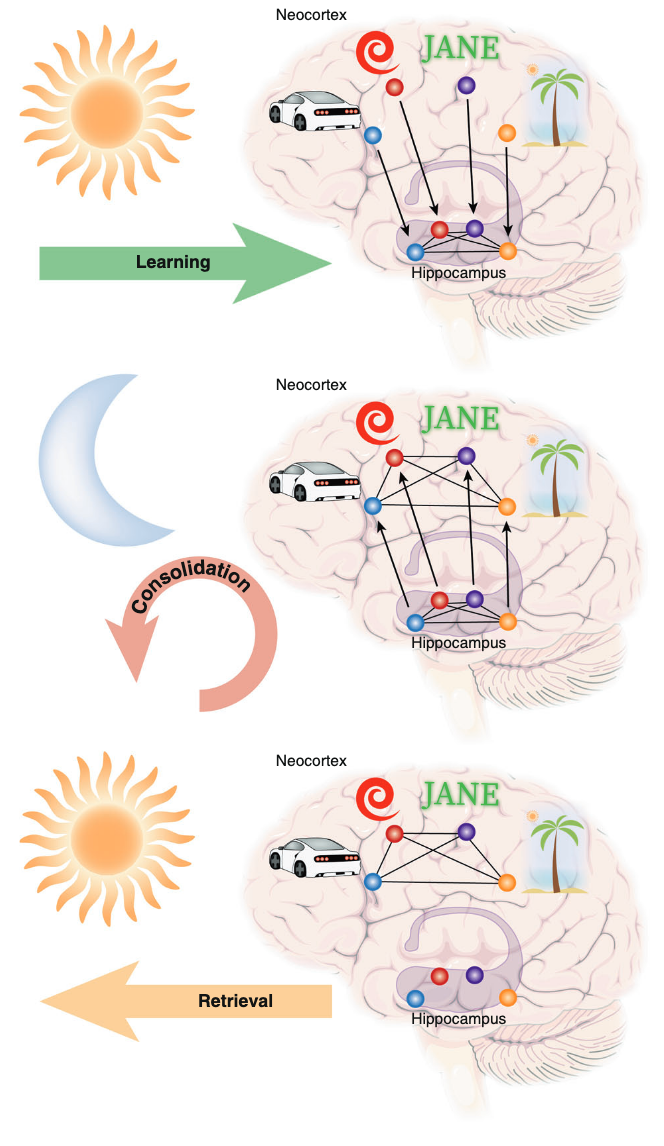 Neocortex
JANE
Learning
Hippocampus
Neocortex
JANE
Consolidation
Hippocampus
Neocortex
JANE
Retrieval
Hippocampus